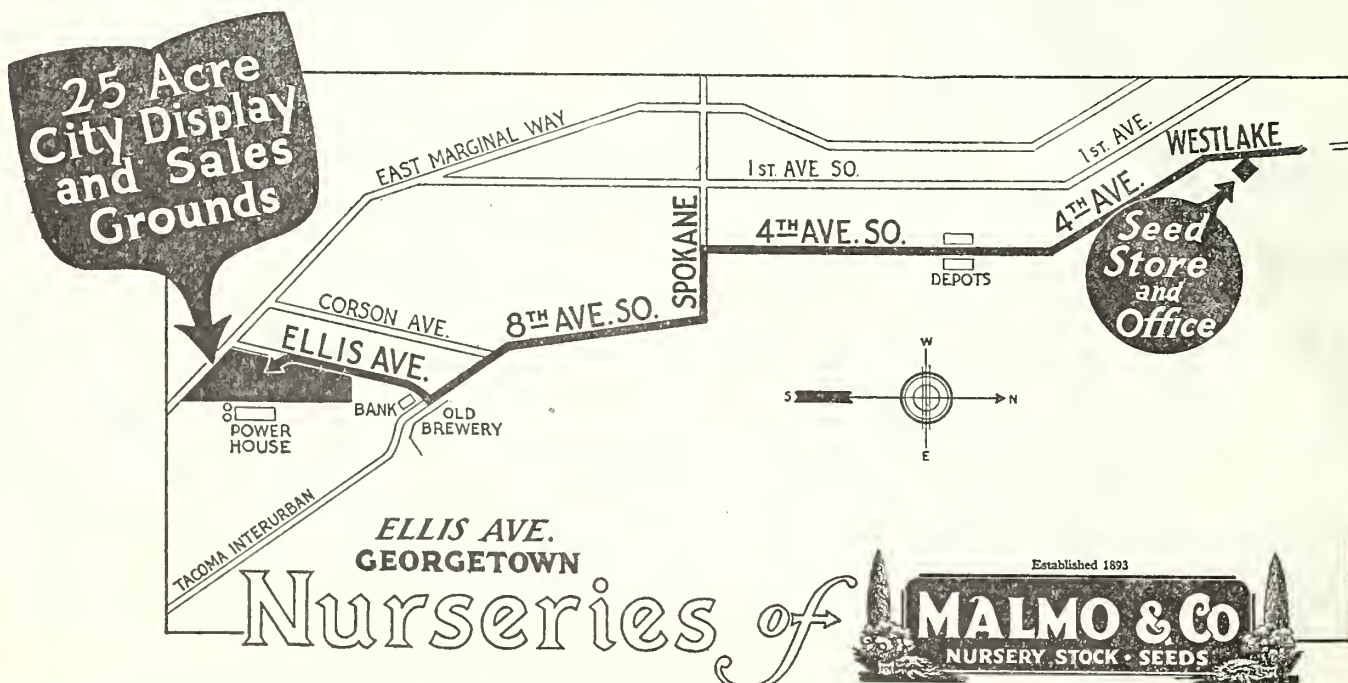 25 Acre
City Display
and Sales
Grounds
EAST MARGINAL WAY
1ST. AVE SO.
1ST. AVE.
WESTLAKE
4TH AVE.
4TH AVE. SO.
SPOKANE
DEPOTS
Seed
Store
and
Office
CORSON AVE.
8TH AVE. SO.
ELLIS AVE.
BANK
OLD
BREWERY
POWER
HOUSE
W
S
N
E
TACOMA INTERURBAN
ELLIS AVE.
GEORGETOWN
Nurseries of
Established 1893
MALMO & CO
NURSERY STOCK · SEEDS